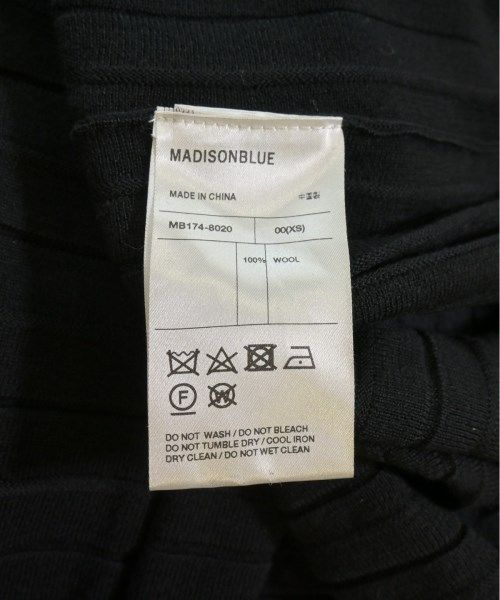 MADISONBLUE
MADE IN CHINA 中国製
MB174-8020 00(XS)
100% WOOL
F W
DO NOT WASH / DO NOT BLEACH
DO NOT TUMBLE DRY / COOL IRON
DRY CLEAN / DO NOT WET CLEAN